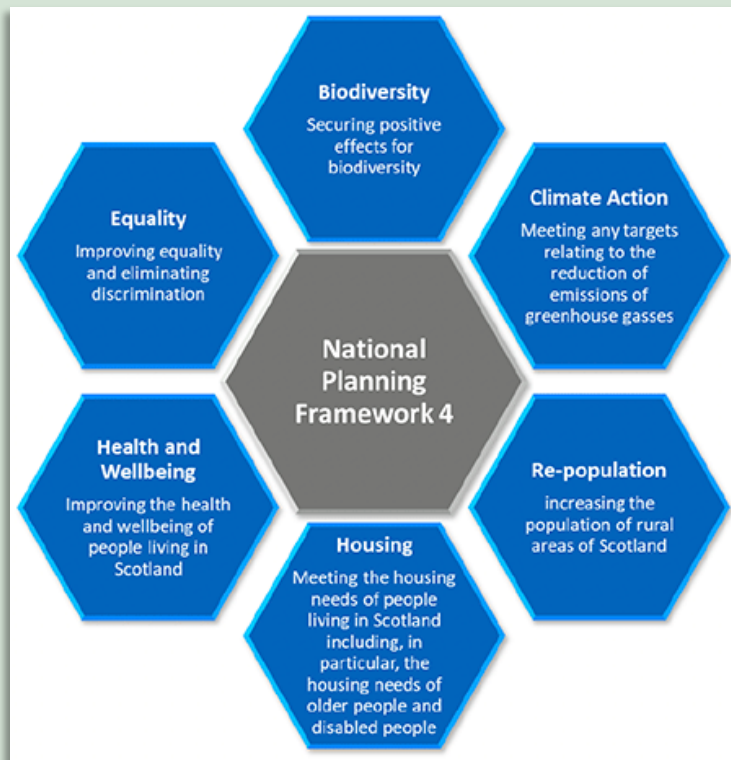 Biodiversity
Securing positive
effects for
biodiversity
Climate Action
Meeting any targets
relating to the
reduction of
emissions of
greenhouse gasses
Equality
Improving equality
and eliminating
discrimination
National
Planning
Framework 4
Health and
Wellbeing
Improving the health
and wellbeing of
people living in
Scotland
Re-population
increasing the
population of rural
areas of Scotland
Housing
Meeting the housing
needs of people
living in Scotland
including, in
particular, the
housing needs of
older people and
disabled people